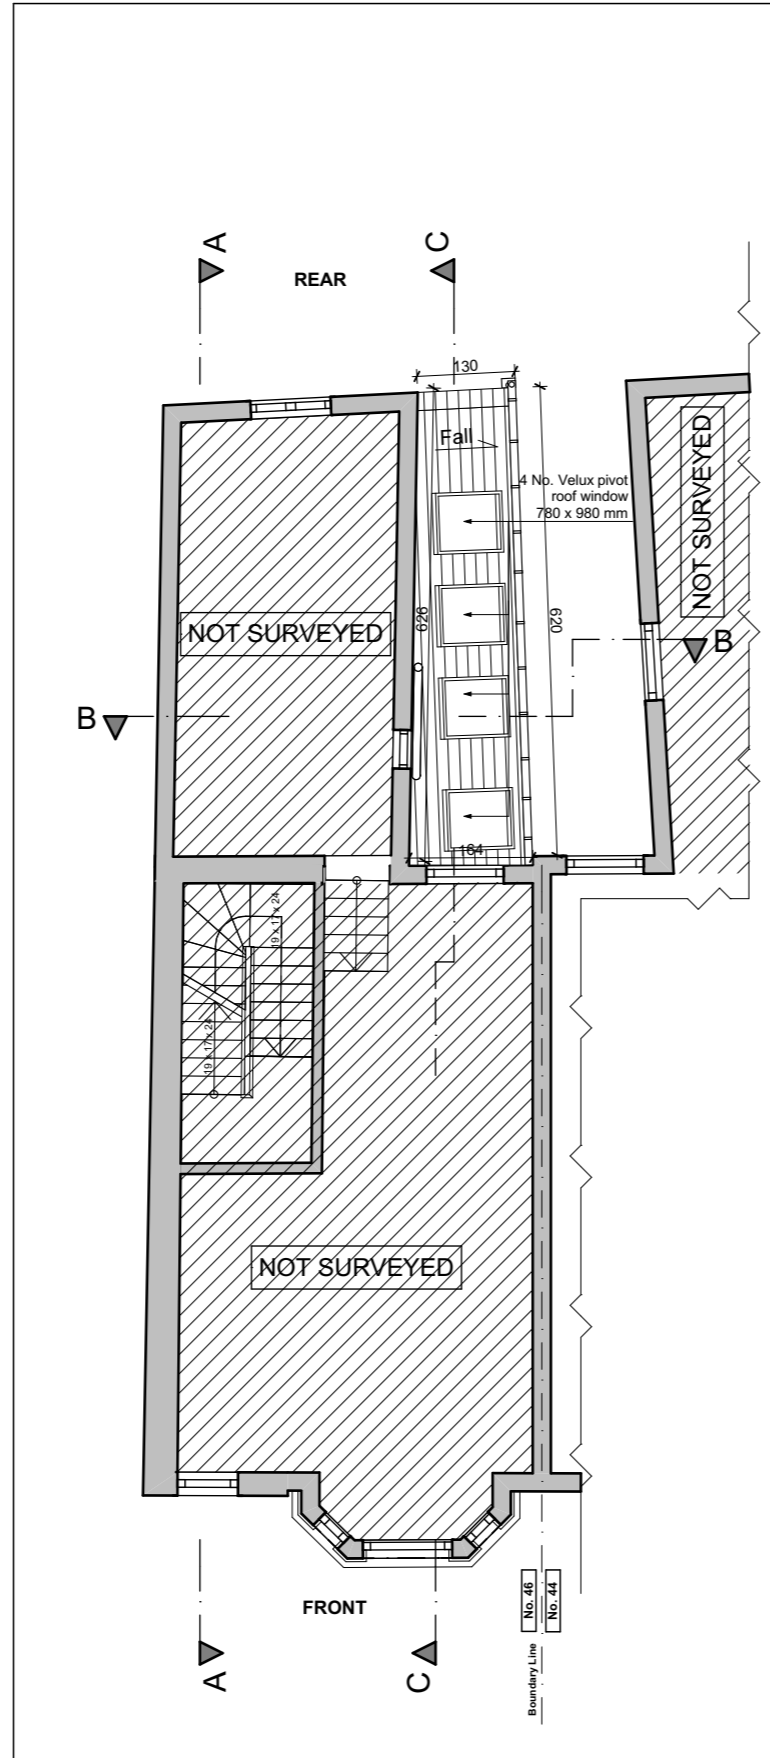 A
C
REAR
130
Fall
4 No. Velux pivot
roof window
780 x 980 mm
NOT SURVEYED
NOT SURVEYED
626
620
B
B
164
19 x 17 x 24
19 x 17 x 24
NOT SURVEYED
FRONT
No. 46
No. 44
Boundary Line
A
C